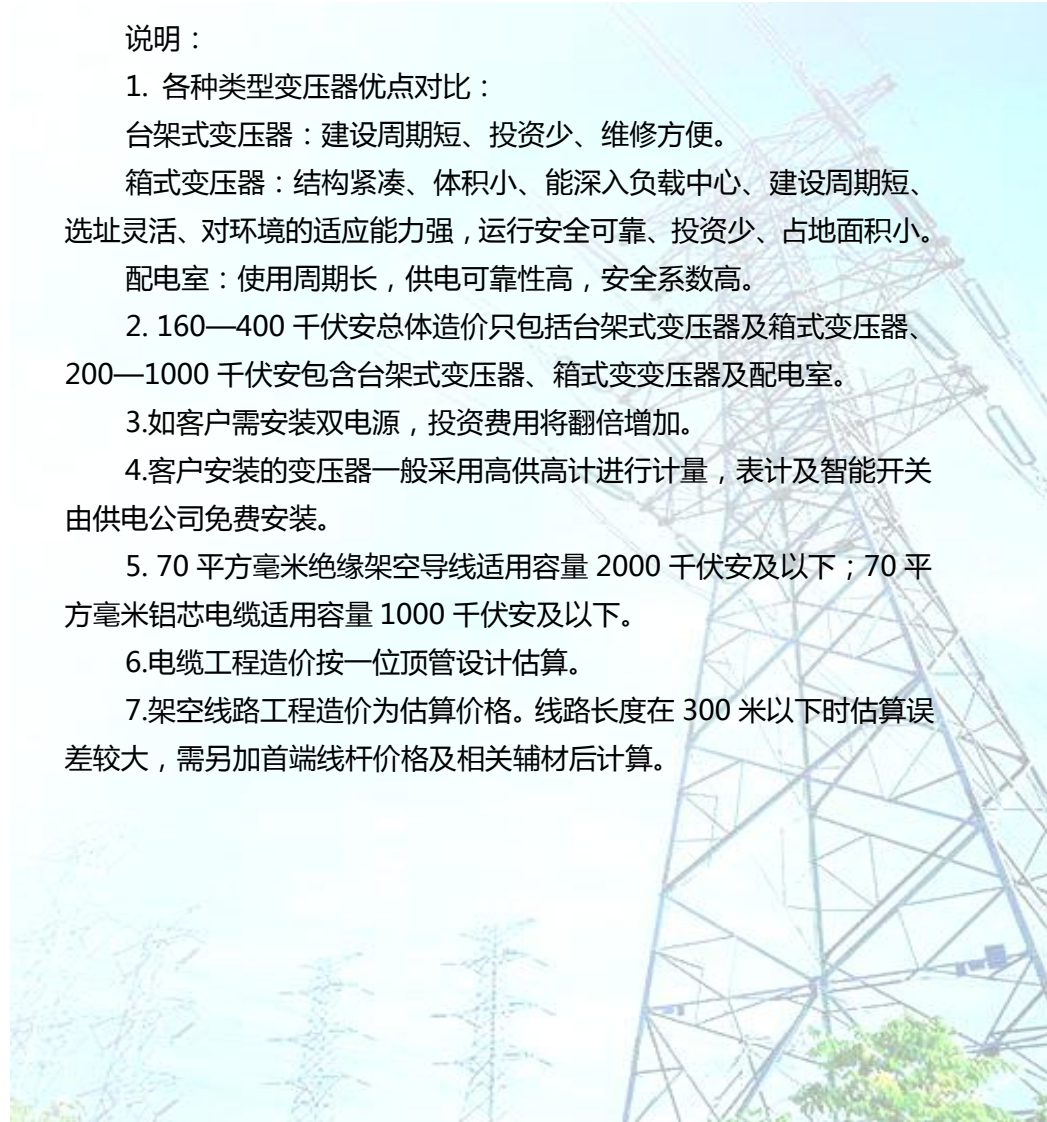 说明：
1. 各种类型变压器优点对比：
台架式变压器：建设周期短、投资少、维修方便。
箱式变压器：结构紧凑、体积小、能深入负载中心、建设周期短、
选址灵活、对环境的适应能力强，运行安全可靠、投资少、占地面积小。
配电室：使用周期长，供电可靠性高，安全系数高。
2. 160—400 千伏安总体造价只包括台架式变压器及箱式变压器、
200—1000 千伏安包含台架式变压器、箱式变变压器及配电室。
3.如客户需安装双电源，投资费用将翻倍增加。
4.客户安装的变压器一般采用高供高计进行计量，表计及智能开关
由供电公司免费安装。
5. 70 平方毫米绝缘架空导线适用容量 2000 千伏安及以下；70 平
方毫米铝芯电缆适用容量 1000 千伏安及以下。
6.电缆工程造价按一位顶管设计估算。
7.架空线路工程造价为估算价格。线路长度在 300 米以下时估算误
差较大，需另加首端线杆价格及相关辅材后计算。